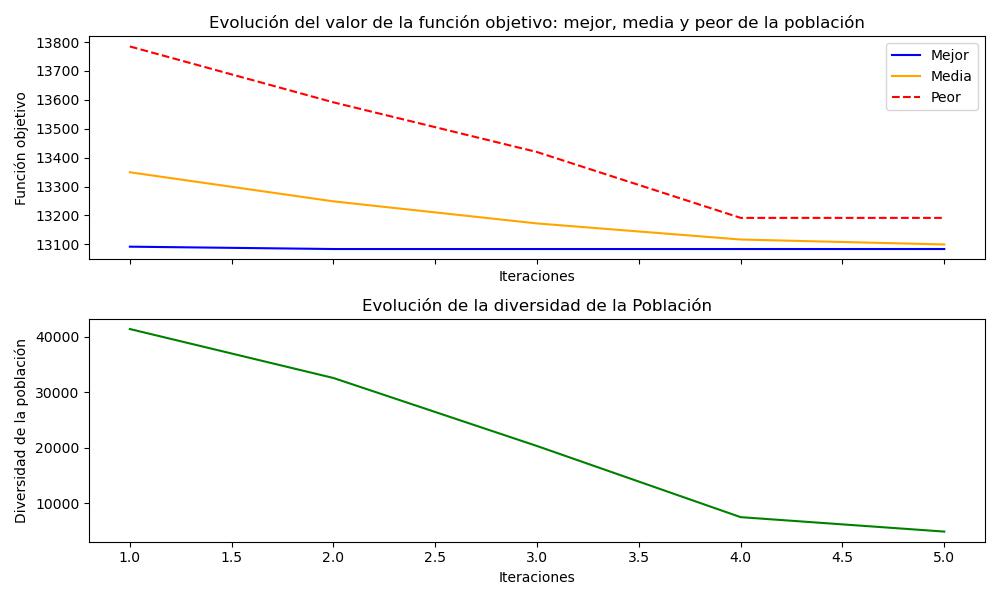 Evolución del valor de la función objetivo: mejor, media y peor de la población
13800
13700
13600
13500
13400
13300
13200
13100
Función objetivo
Mejor
Media
Peor
Iteraciones
Evolución de la diversidad de la Población
40000
30000
20000
10000
Diversidad de la población
1.0 1.5 2.0 2.5 3.0 3.5 4.0 4.5 5.0
Iteraciones